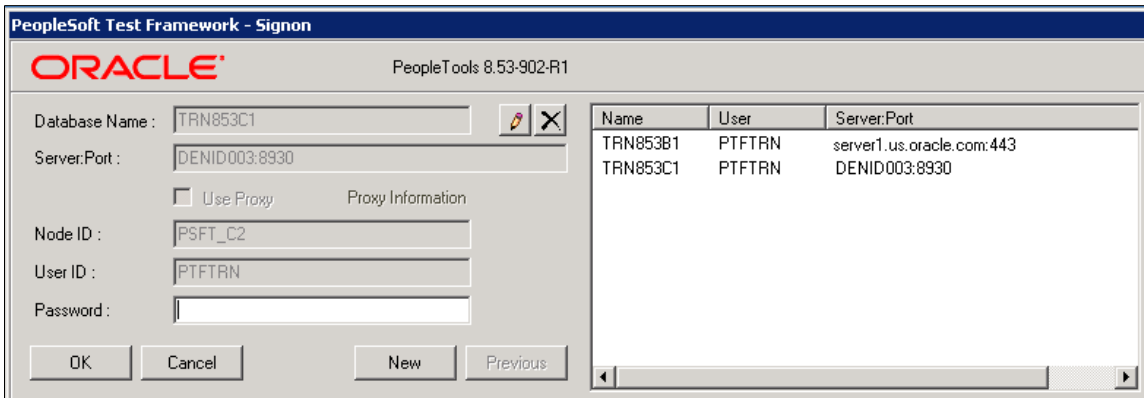 PeopleSoft Test Framework - Signon
ORACLE PeopleTools 8.53-902-R1
Database Name : TRN853C1
Server:Port : DENID003:8930
Use Proxy Proxy Information
Node ID : PSFT_C2
User ID : PTFTRN
Password :
OK Cancel New Previous
Name User Server:Port
TRN853B1 PTFTRN server1.us.oracle.com:443
TRN853C1 PTFTRN DENID003:8930